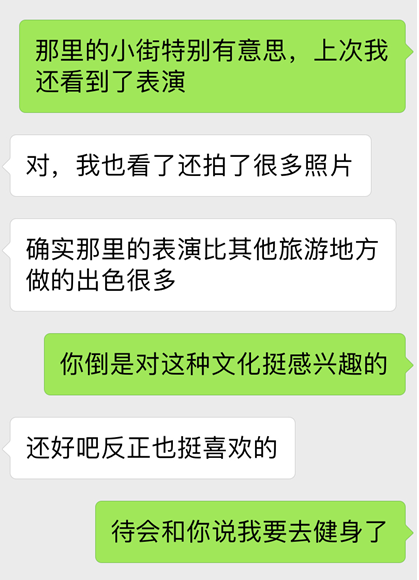 那里的小街特别有意思，上次我
还看到了表演
对，我也看了还拍了很多照片
确实那里的表演比其他旅游地方
做的出色很多
你倒是对这种文化挺感兴趣的
还好吧反正也挺喜欢的
待会和你说我要去健身了